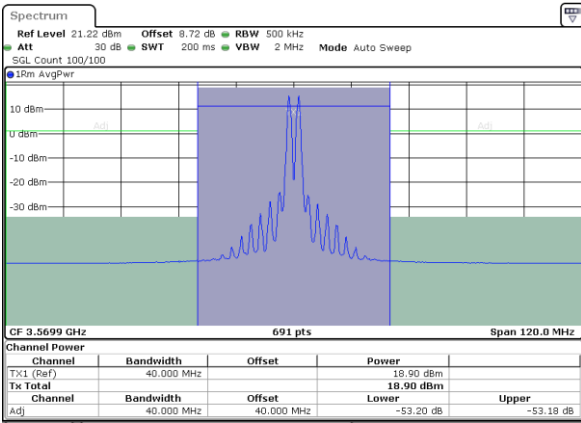 Spectrum
Ref Level 21.22 dBm Offset 8.72 dB RBW 500 kHz
Att 30 dB SWT 200 ms VBW 2 MHz Mode Auto Sweep
SGL Count 100/100
1Rm AvgPwr
10 dBm
Adj Adj
0 dBm
-10 dBm
-20 dBm
-30 dBm
CF 3.5699 GHz 691 pts Span 120.0 MHz
Channel Power
Channel Bandwidth Offset Power
TX1 (Ref) 40.000 MHz 18.90 dBm
Tx Total 18.90 dBm
Channel Bandwidth Offset Lower Upper
Adj 40.000 MHz 40.000 MHz -53.20 dB -53.18 dB